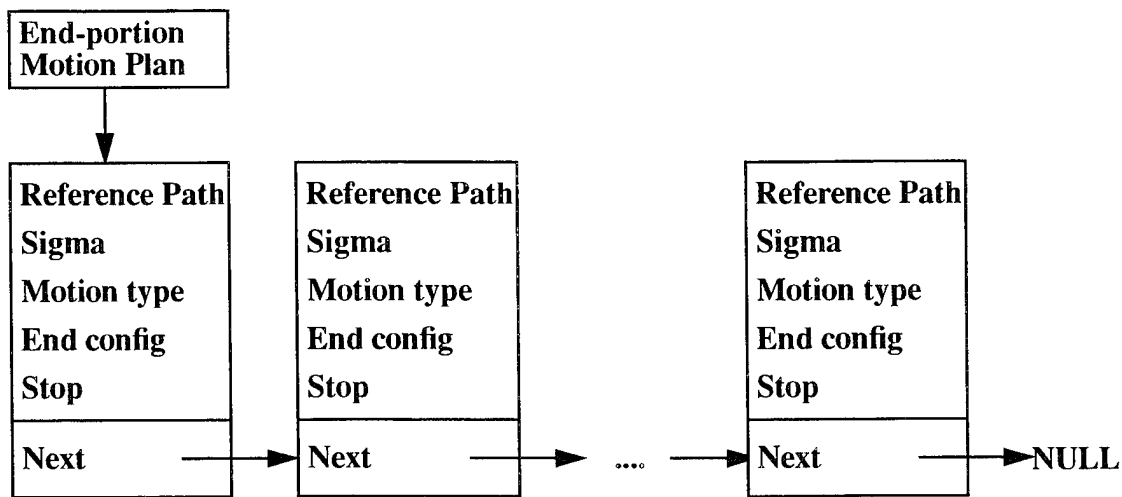 End-portion
Motion Plan
Reference Path
Sigma
Motion type
End config
Stop
Next
Reference Path
Sigma
Motion type
End config
Stop
Next
....
Reference Path
Sigma
Motion type
End config
Stop
Next
NULL